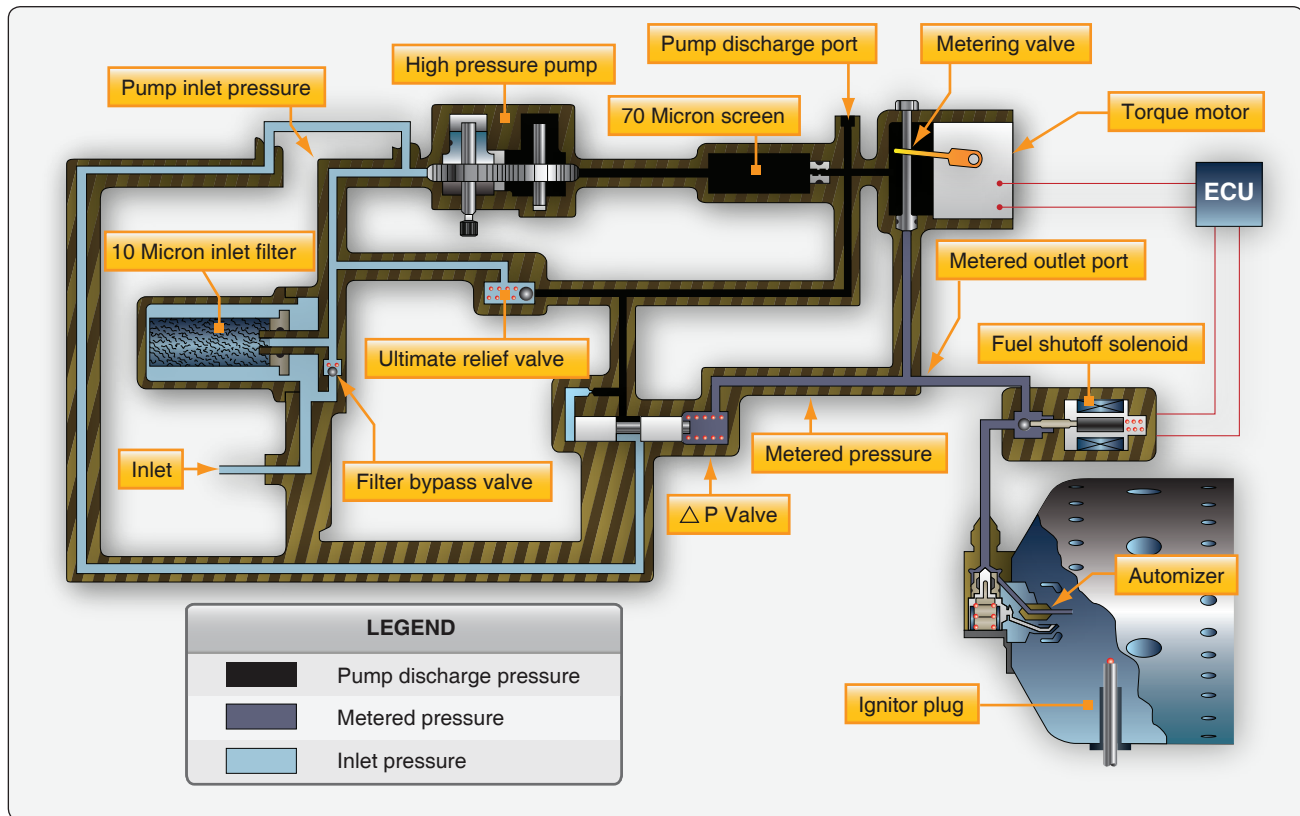 Pump discharge port
Metering valve
High pressure pump
Pump inlet pressure
70 Micron screen
Torque motor
ECU
10 Micron inlet filter
Metered outlet port
Ultimate relief valve
Fuel shutoff solenoid
Inlet
Filter bypass valve
Metered pressure
△ P Valve
Automizer
LEGEND
Pump discharge pressure
Metered pressure
Inlet pressure
Ignitor plug